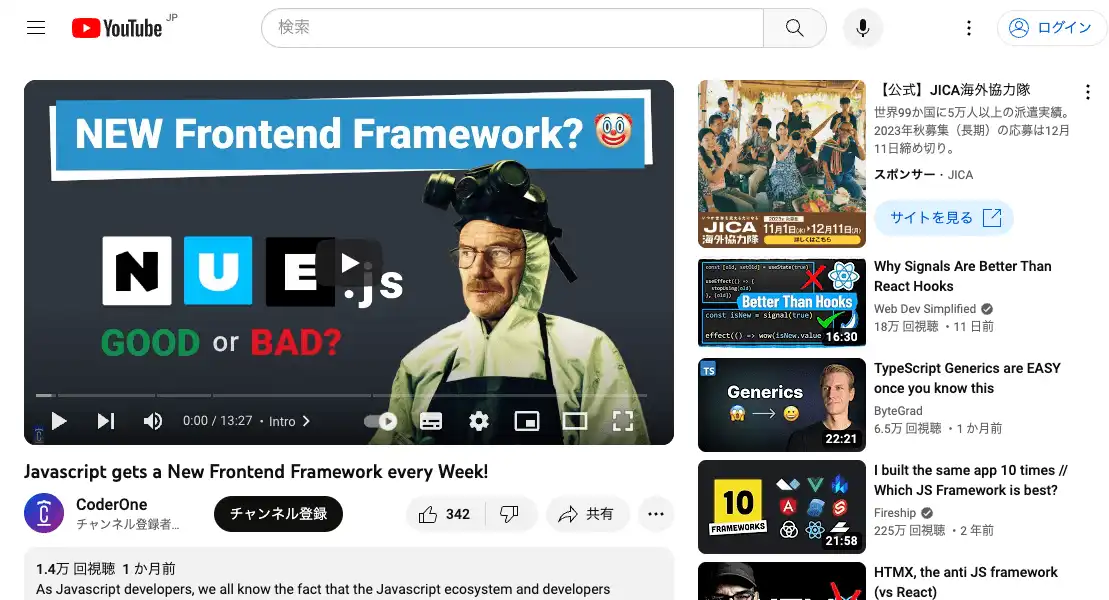 YouTube JP
検索
ログイン
NEW Frontend Framework?
NUE.js
GOOD or BAD?
0:00 / 13:27 • Intro
Javascript gets a New Frontend Framework every Week!
CoderOne
チャンネル登録者...
チャンネル登録
342
共有
1.4万 回視聴 1 か月前
As Javascript developers, we all know the fact that the Javascript ecosystem and developers
JICA
海外協力隊
11月1日(水)▸12月11日(月)
詳しくはこちら
【公式】JICA海外協力隊
世界99か国に5万人以上の派遣実績。
2023年秋募集（長期）の応募は12月
11日締め切り。
スポンサー・JICA
サイトを見る
const [old, setOld] = useState(true)
useEffect(() => {
stopUsing(old)
}, [old])
Better Than Hooks
const isNew = signal(true)
effect(() => wow(isNew.value
16:30
Why Signals Are Better Than
React Hooks
Web Dev Simplified
18万 回視聴 ・11 日前
TS
Generics
22:21
TypeScript Generics are EASY
once you know this
ByteGrad
6.5万 回視聴 ・1 か月前
10
FRAMEWORKS
21:58
I built the same app 10 times //
Which JS Framework is best?
Fireship
225万 回視聴 ・2 年前
HTMX, the anti JS framework
(vs React)